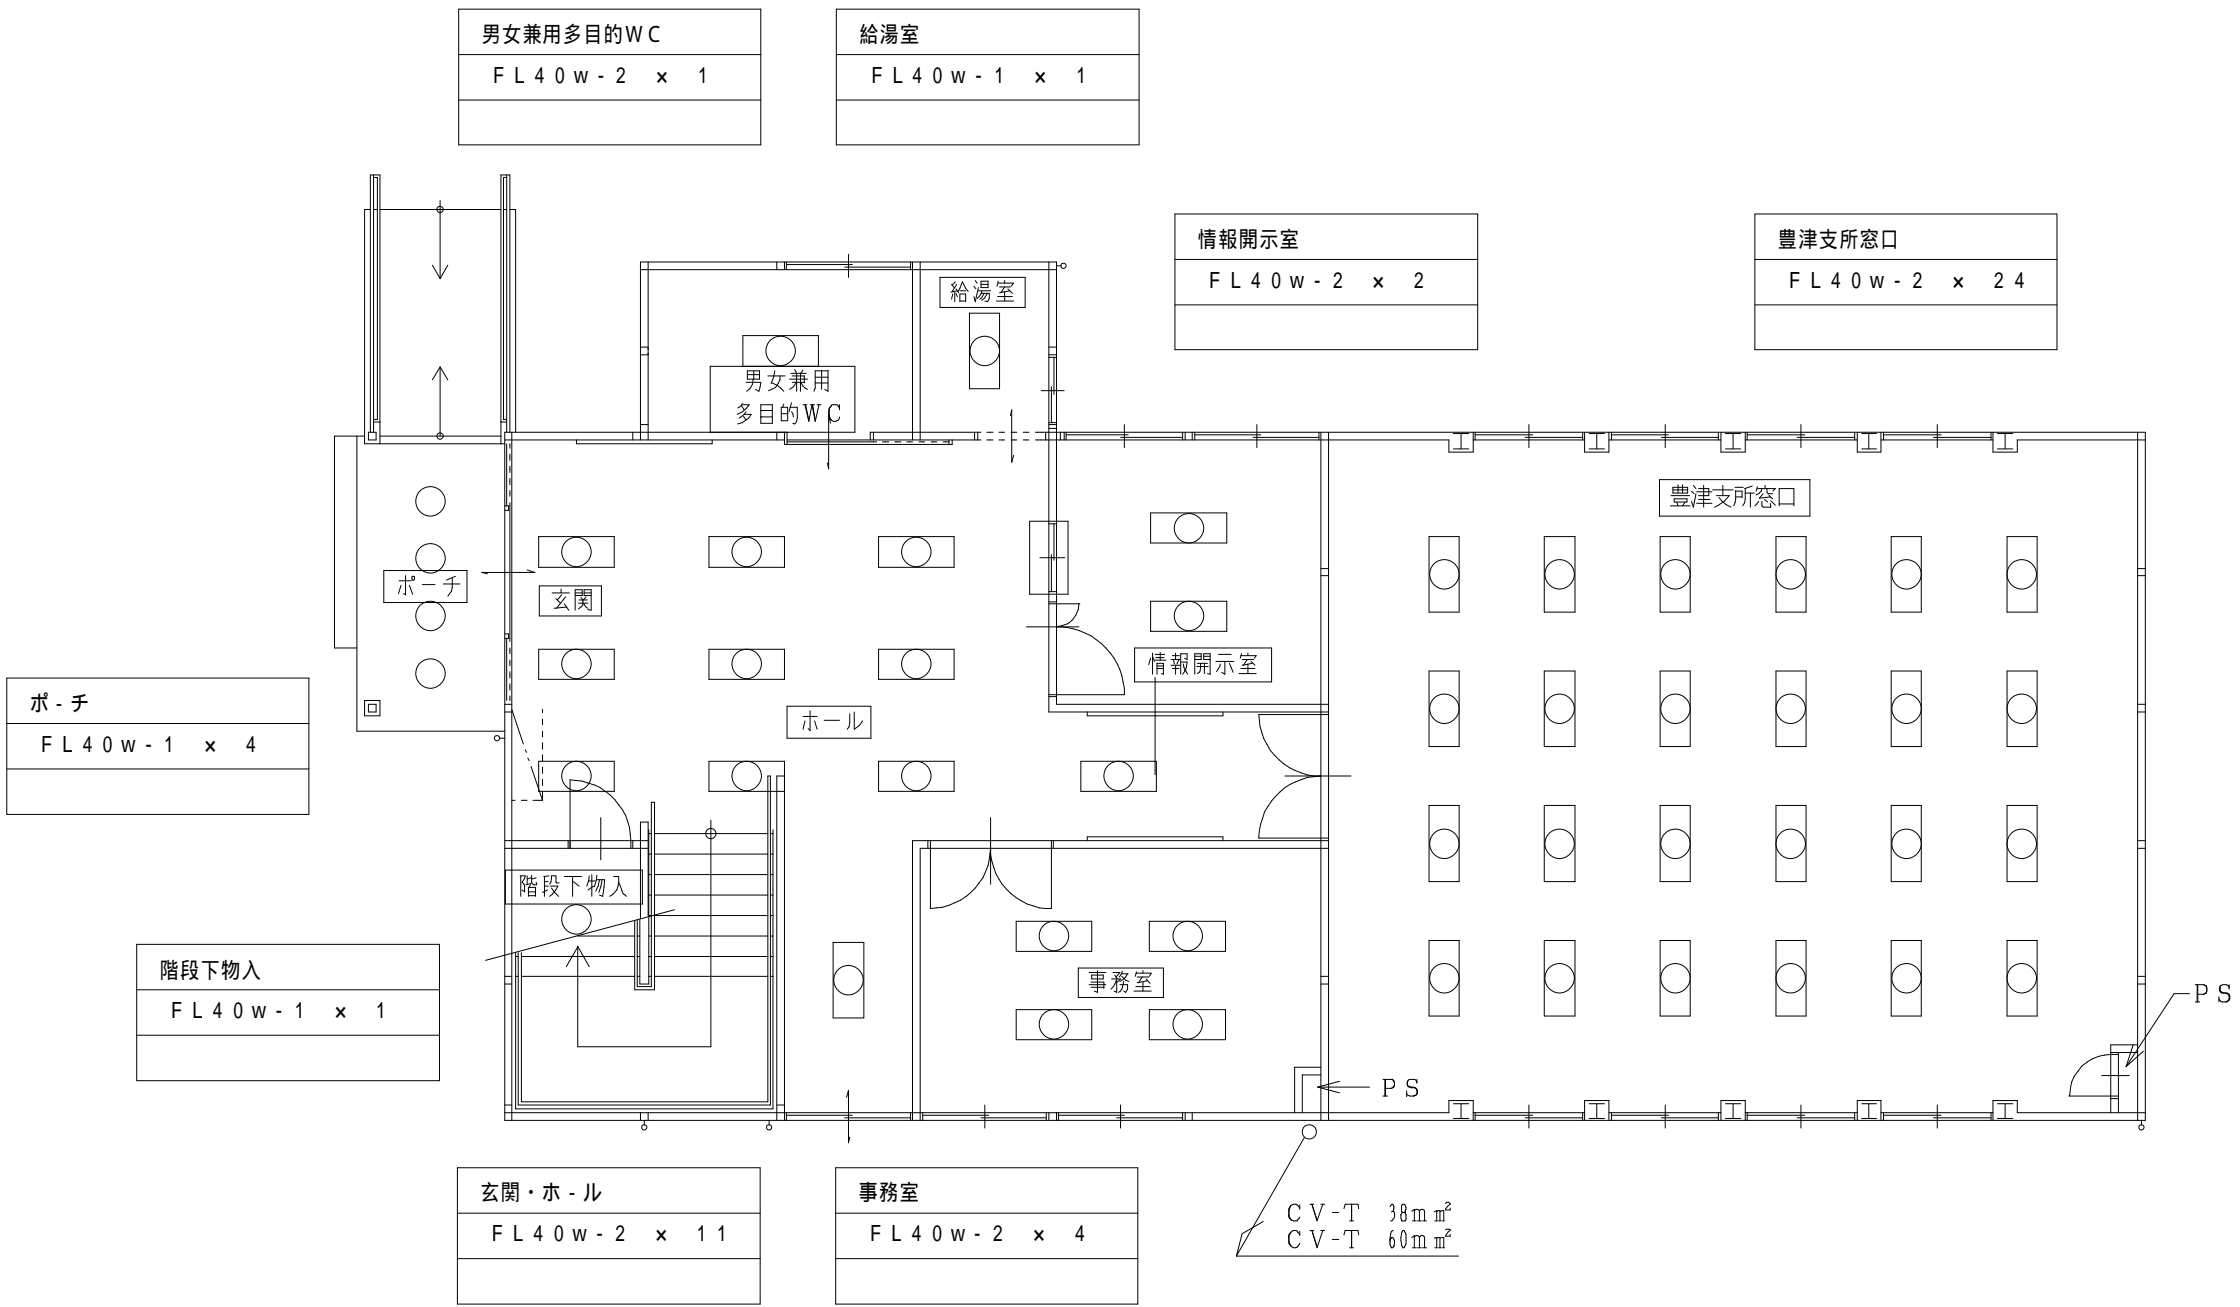 男女兼用多目的WC
FL40w-2 × 1
給湯室
FL40w-1 × 1
情報開示室
FL40w-2 × 2
豊津支所窓口
FL40w-2 × 24
給湯室
男女兼用
多目的WC
豊津支所窓口
ポーチ
玄関
情報開示室
ホール
ポ-チ
FL40w-1 × 4
階段下物入
階段下物入
FL40w-1 × 1
事務室
PS
PS
玄関・ホ-ル
FL40w-2 × 11
事務室
FL40w-2 × 4
CV-T 38mm²
CV-T 60mm²